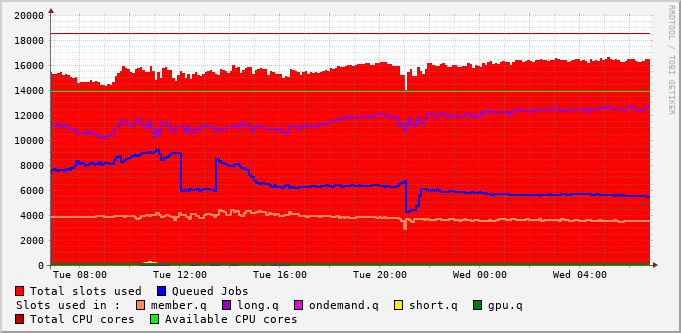 20000
18000
16000
14000
12000
10000
8000
6000
4000
2000
0
Tue 08:00 Tue 12:00 Tue 16:00 Tue 20:00 Wed 00:00 Wed 04:00
Total slots used Queued Jobs
Slots used in : member.q long.q ondemand.q short.q gpu.q
Total CPU cores Available CPU cores
RRDTOOL / TOBI OETIKER